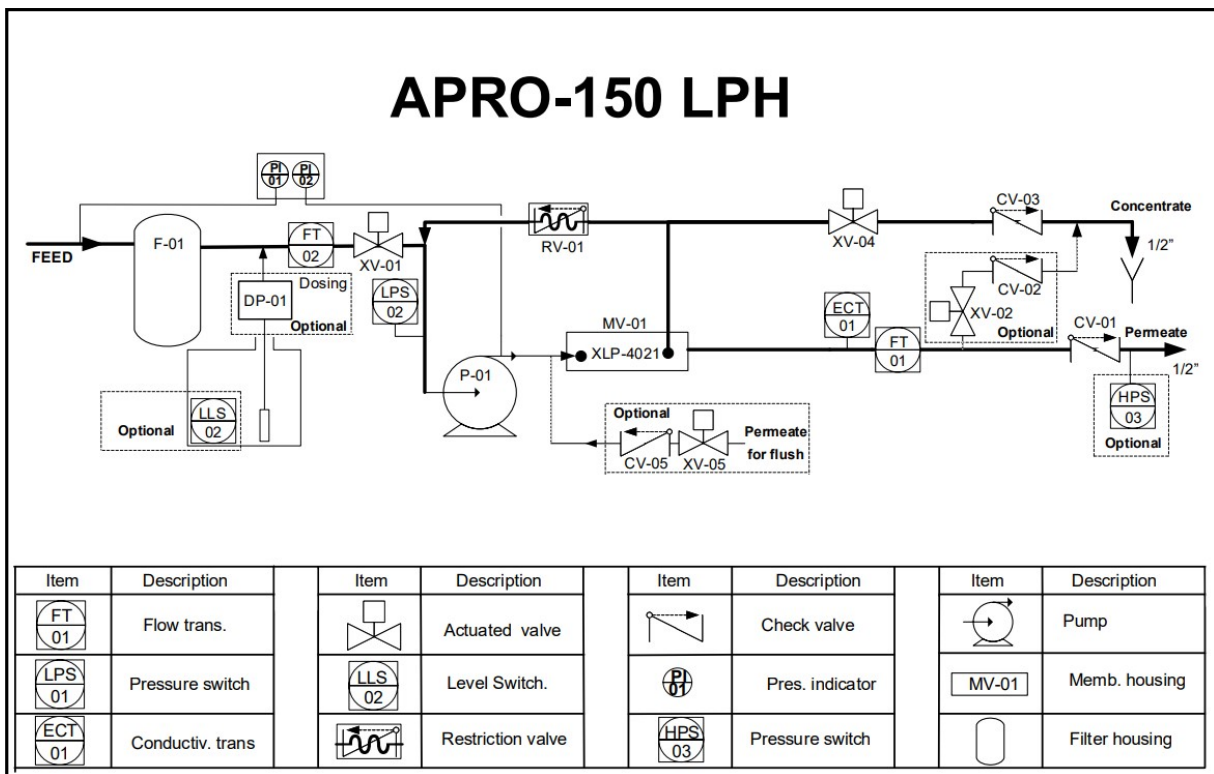 APRO-150 LPH
PI
01
PI
02
FEED
F-01
FT
02
XV-01
Dosing
DP-01
Optional
LPS
02
Optional
LLS
02
P-01
RV-01
MV-01
XLP-4021
XV-04
CV-03
Concentrate
1/2”
ECT
01
FT
01
XV-02
CV-02
Optional
CV-01
Permeate
1/2”
HPS
03
Optional
Optional
CV-05
XV-05
Permeate
for flush
Item Description Item Description Item Description Item Description
FT
01
Flow trans.
Actuated valve
Check valve
Pump
LPS
01
Pressure switch
LLS
02
Level Switch.
PI
01
Pres. indicator
MV-01
Memb. housing
ECT
01
Conductiv. trans
Restriction valve
HPS
03
Pressure switch
Filter housing